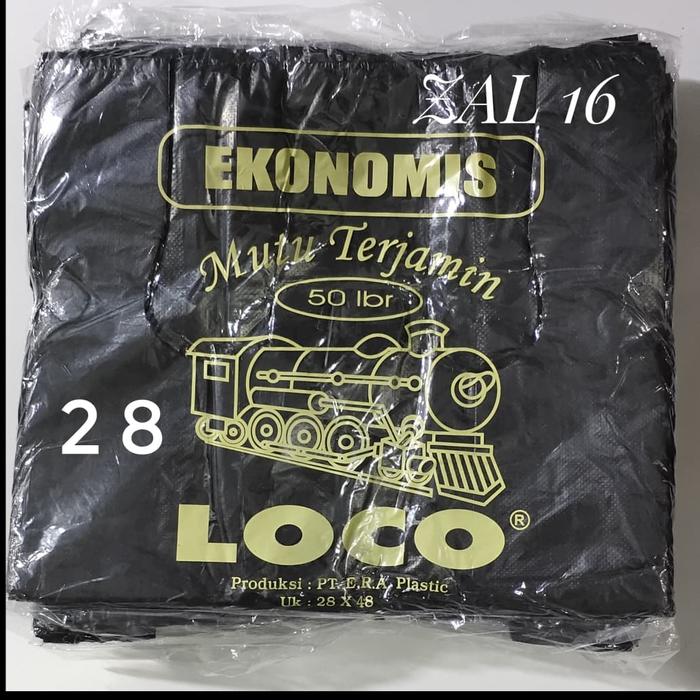 ZAL 16
EKONOMIS
Mutu Terjamin
50 lbr
28
LOCO®
Produksi : PT. E.R.A. Plastic
Uk : 28 X 48